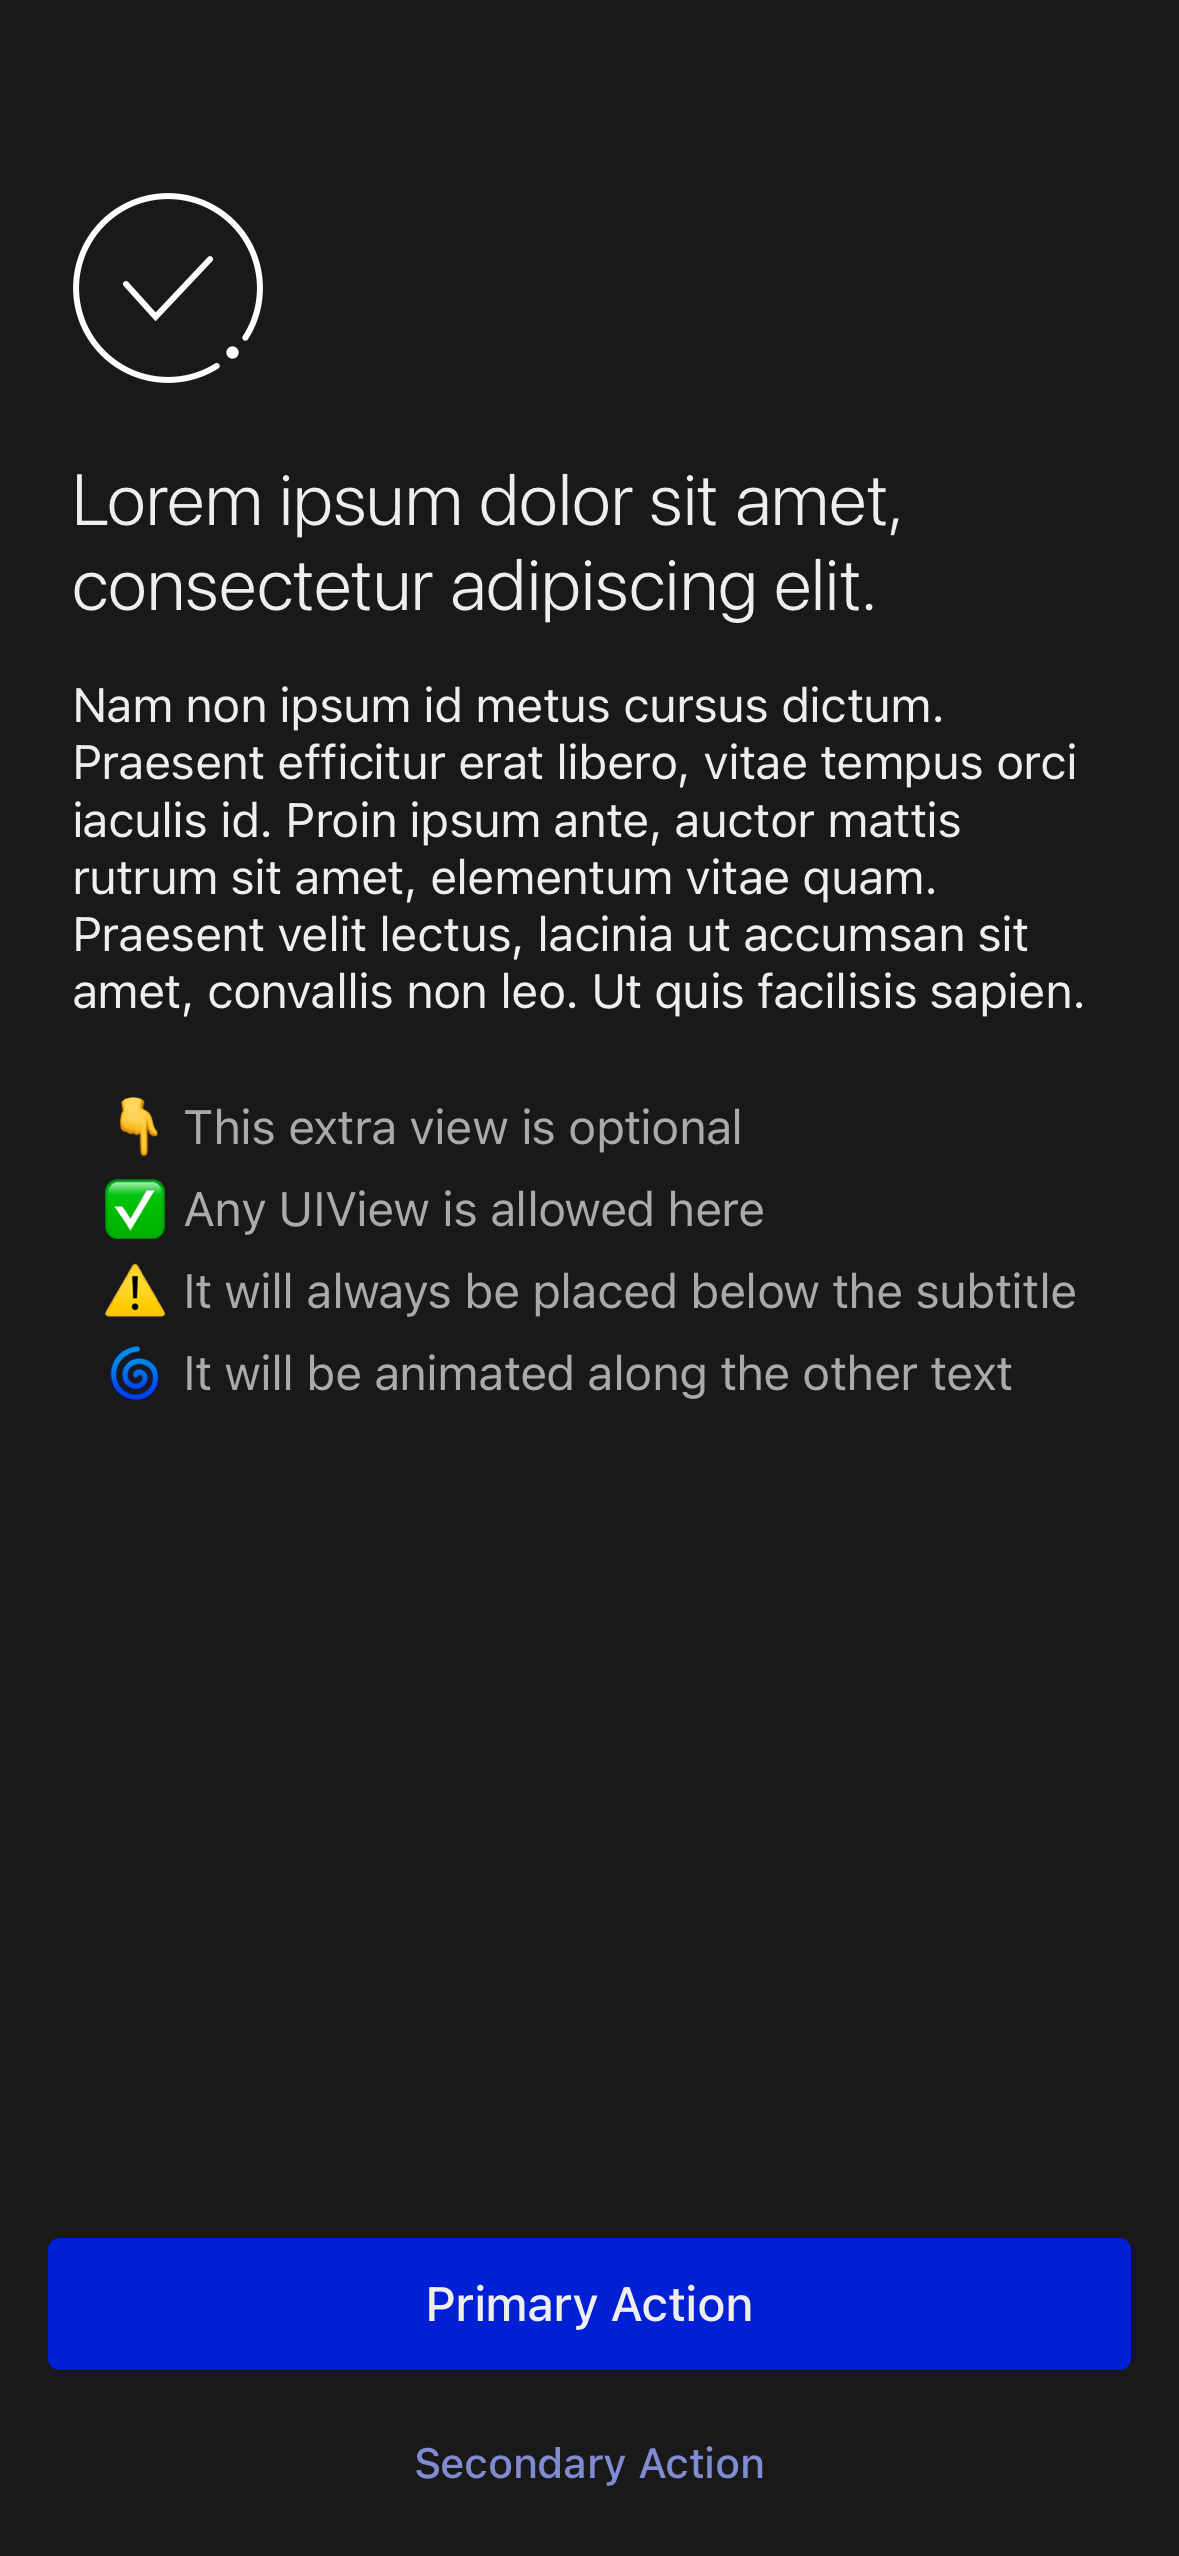 Lorem ipsum dolor sit amet,
consectetur adipiscing elit.
Nam non ipsum id metus cursus dictum.
Praesent efficitur erat libero, vitae tempus orci
iaculis id. Proin ipsum ante, auctor mattis
rutrum sit amet, elementum vitae quam.
Praesent velit lectus, lacinia ut accumsan sit
amet, convallis non leo. Ut quis facilisis sapien.
👇 This extra view is optional
✅ Any UIView is allowed here
⚠️ It will always be placed below the subtitle
🌀 It will be animated along the other text
Primary Action
Secondary Action